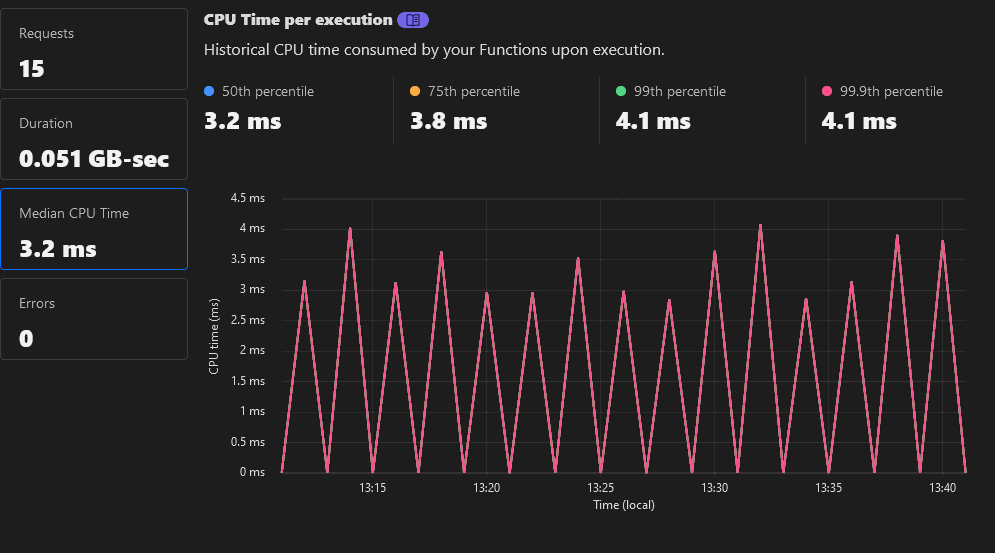 Requests
15
Duration
0.051 GB-sec
Median CPU Time
3.2 ms
Errors
0
CPU Time per execution
Historical CPU time consumed by your Functions upon execution.
50th percentile
3.2 ms
75th percentile
3.8 ms
99th percentile
4.1 ms
99.9th percentile
4.1 ms
4.5 ms
4 ms
3.5 ms
3 ms
2.5 ms
2 ms
1.5 ms
1 ms
0.5 ms
0 ms
CPU time (ms)
13:15 13:20 13:25 13:30 13:35 13:40
Time (local)